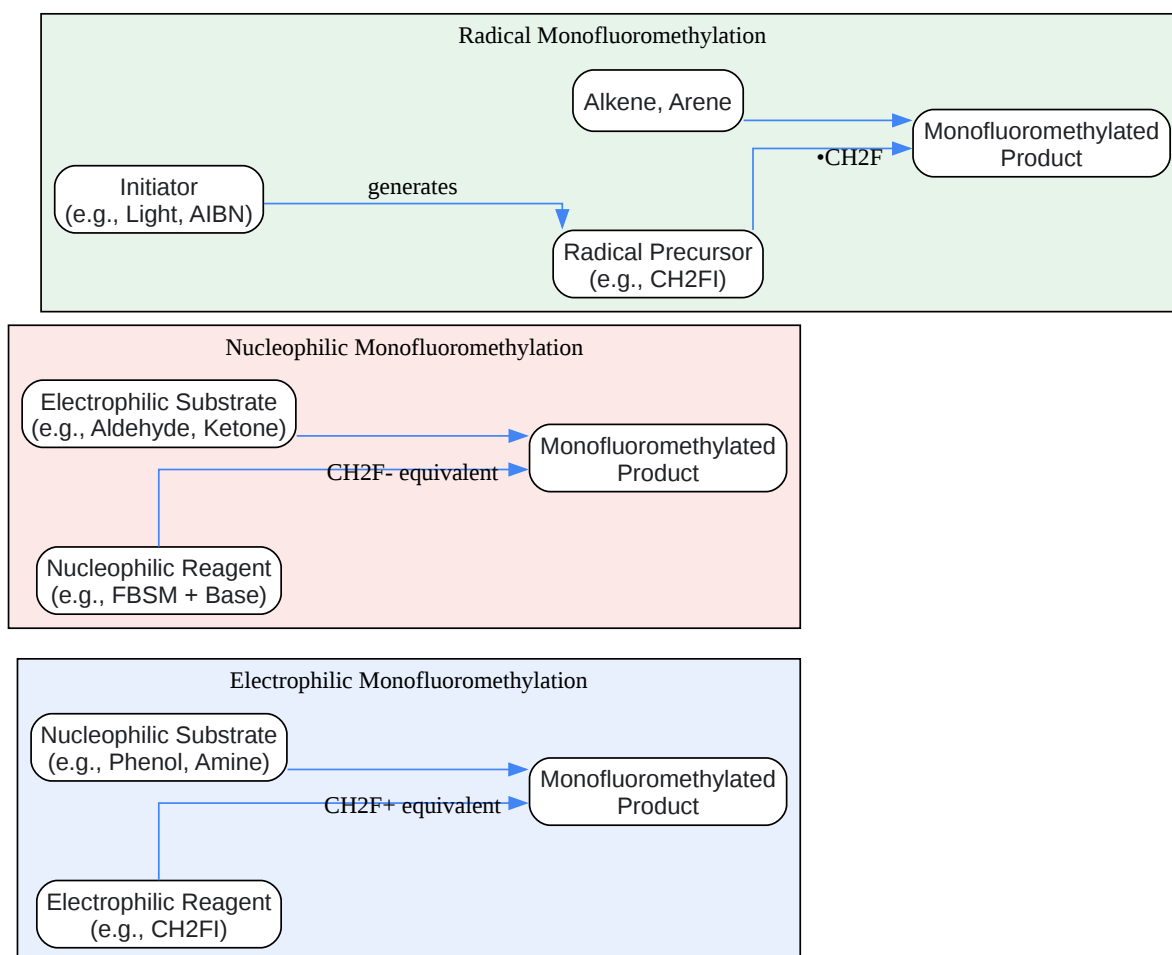 Radical Monofluoromethylation
Alkene, Arene
Monofluoromethylated
Product
•CH2F
Initiator
(e.g., Light, AIBN)
generates
Radical Precursor
(e.g., CH2FI)
Nucleophilic Monofluoromethylation
Electrophilic Substrate
(e.g., Aldehyde, Ketone)
Monofluoromethylated
Product
CH2F- equivalent
Nucleophilic Reagent
(e.g., FBSM + Base)
Electrophilic Monofluoromethylation
Nucleophilic Substrate
(e.g., Phenol, Amine)
Monofluoromethylated
Product
CH2F+ equivalent
Electrophilic Reagent
(e.g., CH2FI)